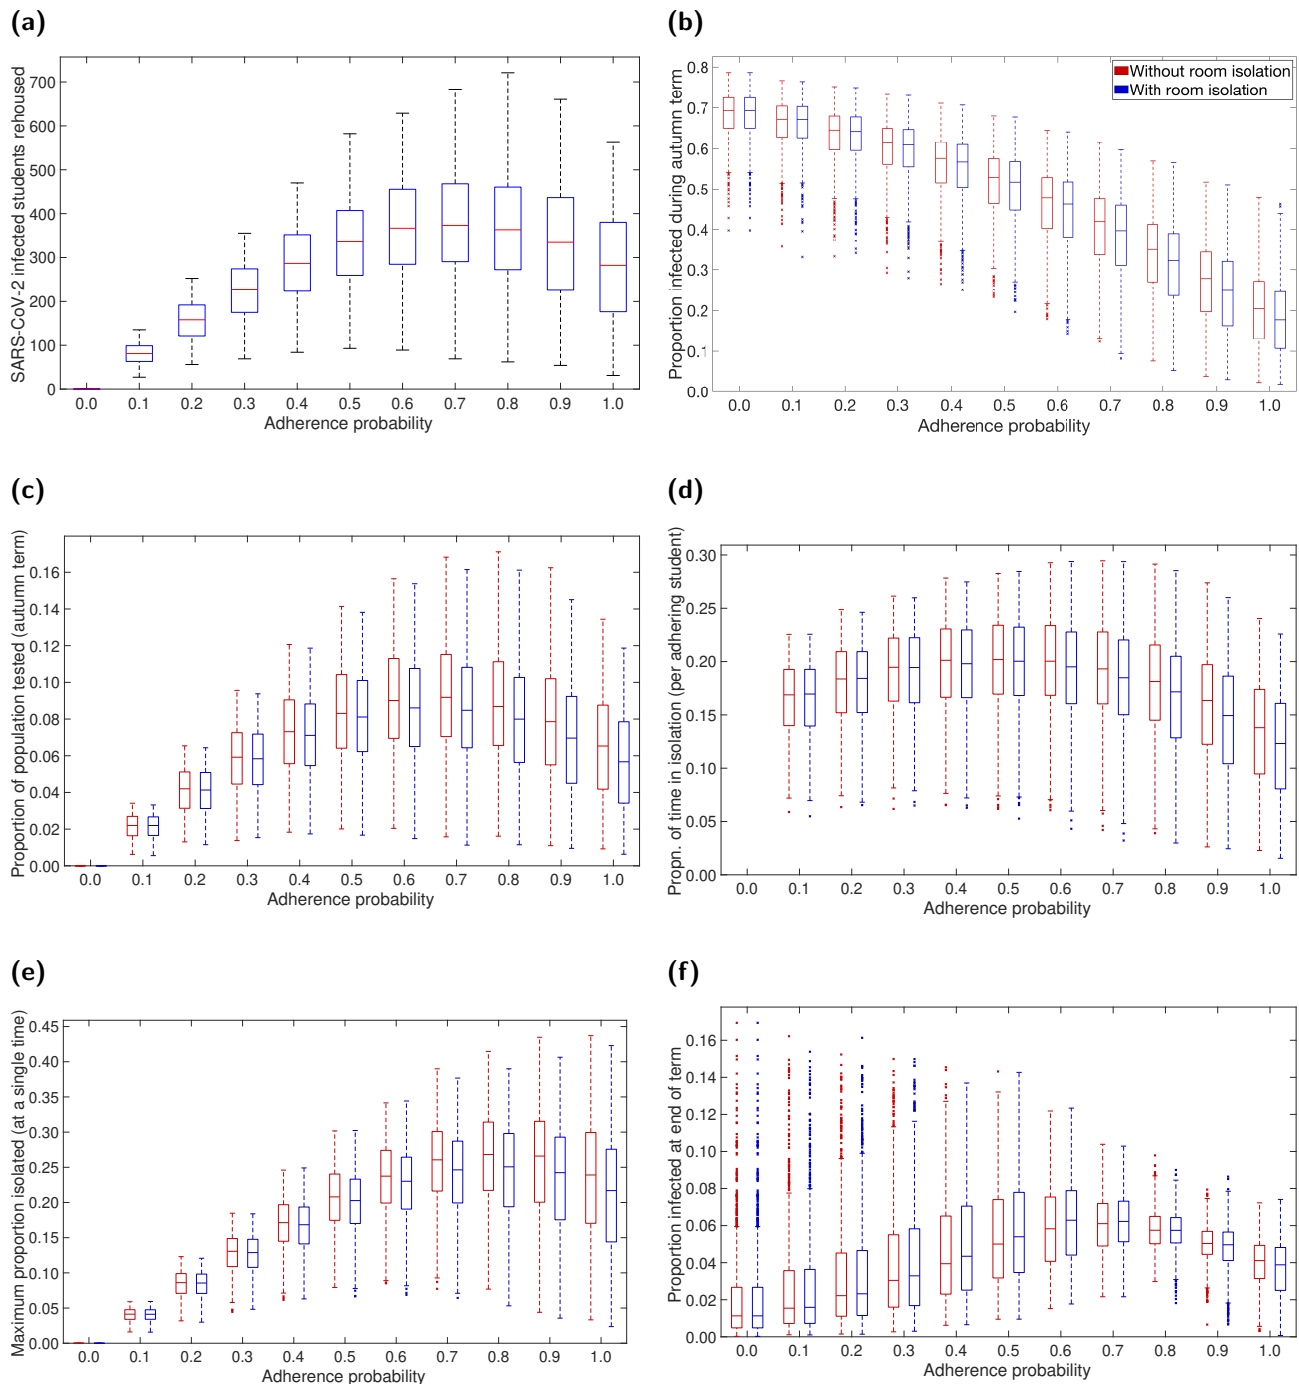 (a)
SARS-CoV-2 infected students rehoused
700
600
500
400
300
200
100
0
0.0 0.1 0.2 0.3 0.4 0.5 0.6 0.7 0.8 0.9 1.0
Adherence probability
(b)
Proportion infected during autumn term
0.8
0.7
0.6
0.5
0.4
0.3
0.2
0.1
0.0
Without room isolation
With room isolation
0.0 0.1 0.2 0.3 0.4 0.5 0.6 0.7 0.8 0.9 1.0
Adherence probability
(c)
Proportion of population tested (autumn term)
0.16
0.14
0.12
0.10
0.08
0.06
0.04
0.02
0.00
0.0 0.1 0.2 0.3 0.4 0.5 0.6 0.7 0.8 0.9 1.0
Adherence probability
(d)
Propn. of time in isolation (per adhering student)
0.30
0.25
0.20
0.15
0.10
0.05
0.00
0.0 0.1 0.2 0.3 0.4 0.5 0.6 0.7 0.8 0.9 1.0
Adherence probability
(e)
Maximum proportion isolated (at a single time)
0.45
0.40
0.35
0.30
0.25
0.20
0.15
0.10
0.05
0.00
0.0 0.1 0.2 0.3 0.4 0.5 0.6 0.7 0.8 0.9 1.0
Adherence probability
(f)
Proportion infected at end of term
0.16
0.14
0.12
0.10
0.08
0.06
0.04
0.02
0.00
0.0 0.1 0.2 0.3 0.4 0.5 0.6 0.7 0.8 0.9 1.0
Adherence probability